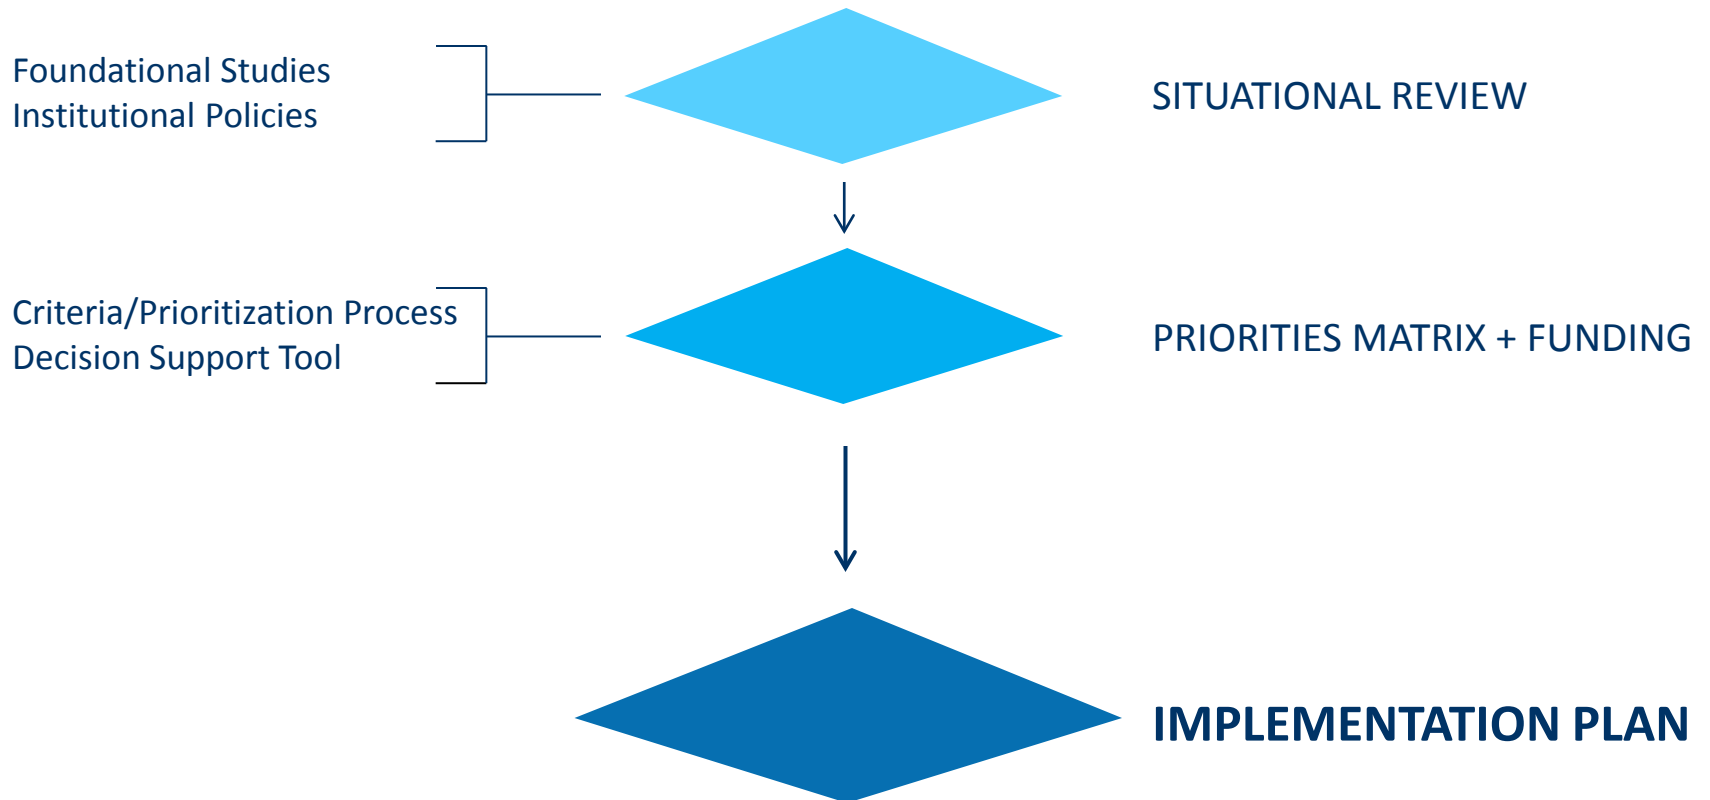 Foundational Studies
Institutional Policies
SITUATIONAL REVIEW
Criteria/Prioritization Process
Decision Support Tool
PRIORITIES MATRIX + FUNDING
IMPLEMENTATION PLAN